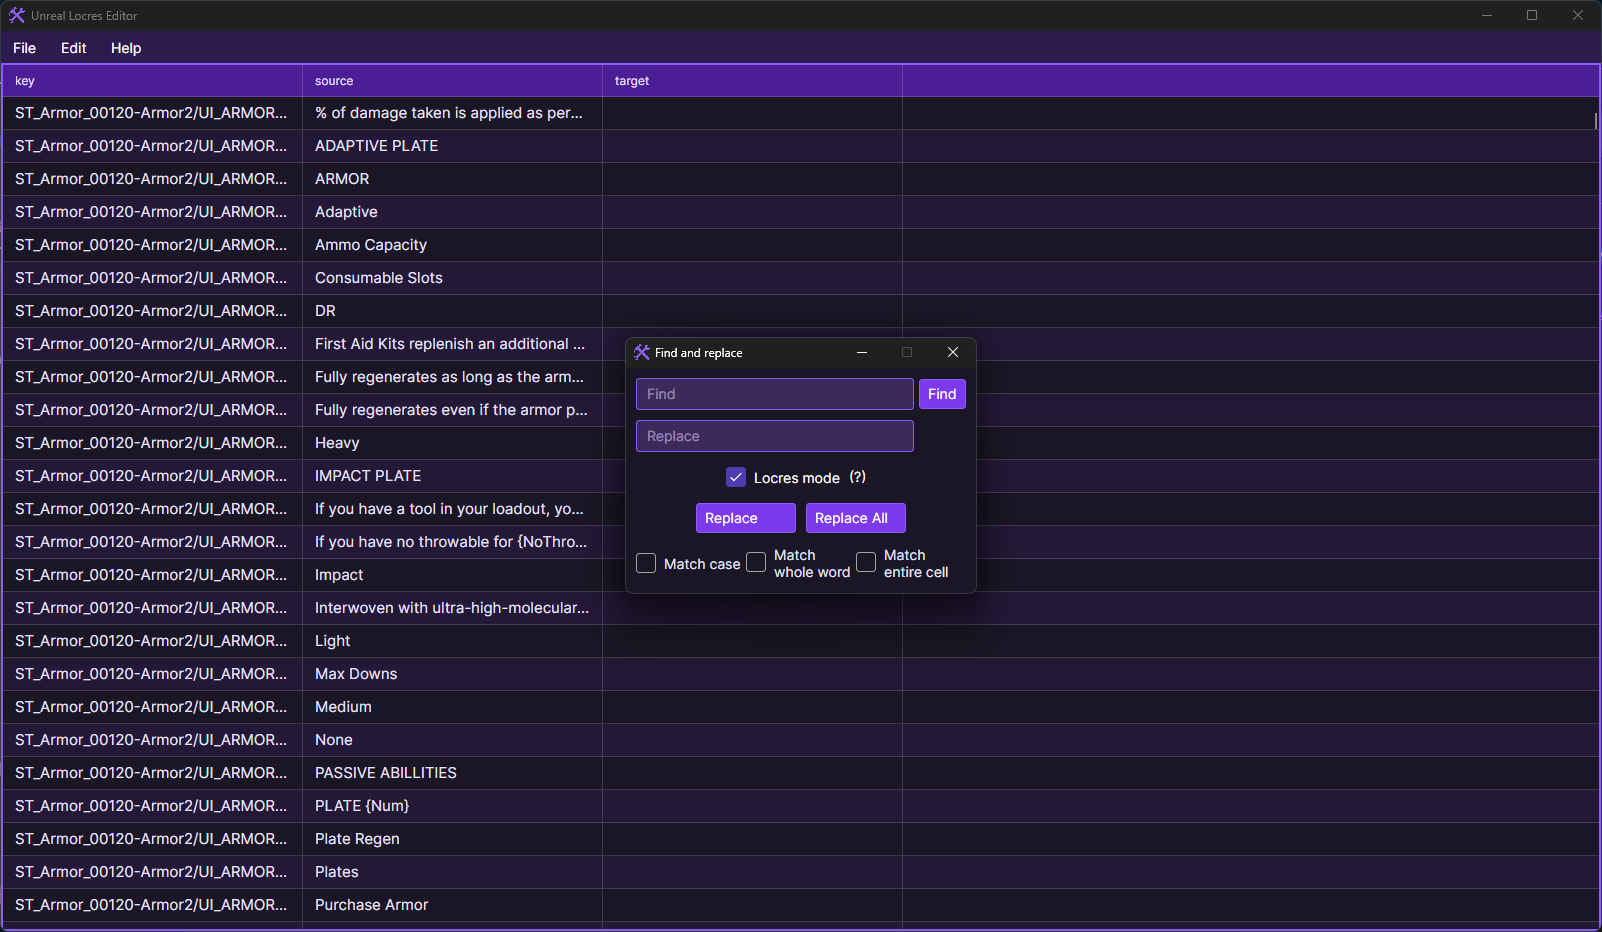 Unreal Locres Editor
File Edit Help
key source target
ST_Armor_00120-Armor2/UI_ARMOR... % of damage taken is applied as per...
ST_Armor_00120-Armor2/UI_ARMOR... ADAPTIVE PLATE
ST_Armor_00120-Armor2/UI_ARMOR... ARMOR
ST_Armor_00120-Armor2/UI_ARMOR... Adaptive
ST_Armor_00120-Armor2/UI_ARMOR... Ammo Capacity
ST_Armor_00120-Armor2/UI_ARMOR... Consumable Slots
ST_Armor_00120-Armor2/UI_ARMOR... DR
ST_Armor_00120-Armor2/UI_ARMOR... First Aid Kits replenish an additional ...
ST_Armor_00120-Armor2/UI_ARMOR... Fully regenerates as long as the arm...
ST_Armor_00120-Armor2/UI_ARMOR... Fully regenerates even if the armor p...
ST_Armor_00120-Armor2/UI_ARMOR... Heavy
ST_Armor_00120-Armor2/UI_ARMOR... IMPACT PLATE
ST_Armor_00120-Armor2/UI_ARMOR... If you have a tool in your loadout, yo...
ST_Armor_00120-Armor2/UI_ARMOR... If you have no throwable for {NoThro...
ST_Armor_00120-Armor2/UI_ARMOR... Impact
ST_Armor_00120-Armor2/UI_ARMOR... Interwoven with ultra-high-molecular...
ST_Armor_00120-Armor2/UI_ARMOR... Light
ST_Armor_00120-Armor2/UI_ARMOR... Max Downs
ST_Armor_00120-Armor2/UI_ARMOR... Medium
ST_Armor_00120-Armor2/UI_ARMOR... None
ST_Armor_00120-Armor2/UI_ARMOR... PASSIVE ABILLITIES
ST_Armor_00120-Armor2/UI_ARMOR... PLATE {Num}
ST_Armor_00120-Armor2/UI_ARMOR... Plate Regen
ST_Armor_00120-Armor2/UI_ARMOR... Plates
ST_Armor_00120-Armor2/UI_ARMOR... Purchase Armor
Find and replace
Find Find
Replace
Locres mode (?)
Replace Replace All
Match case
Match
whole word
Match
entire cell